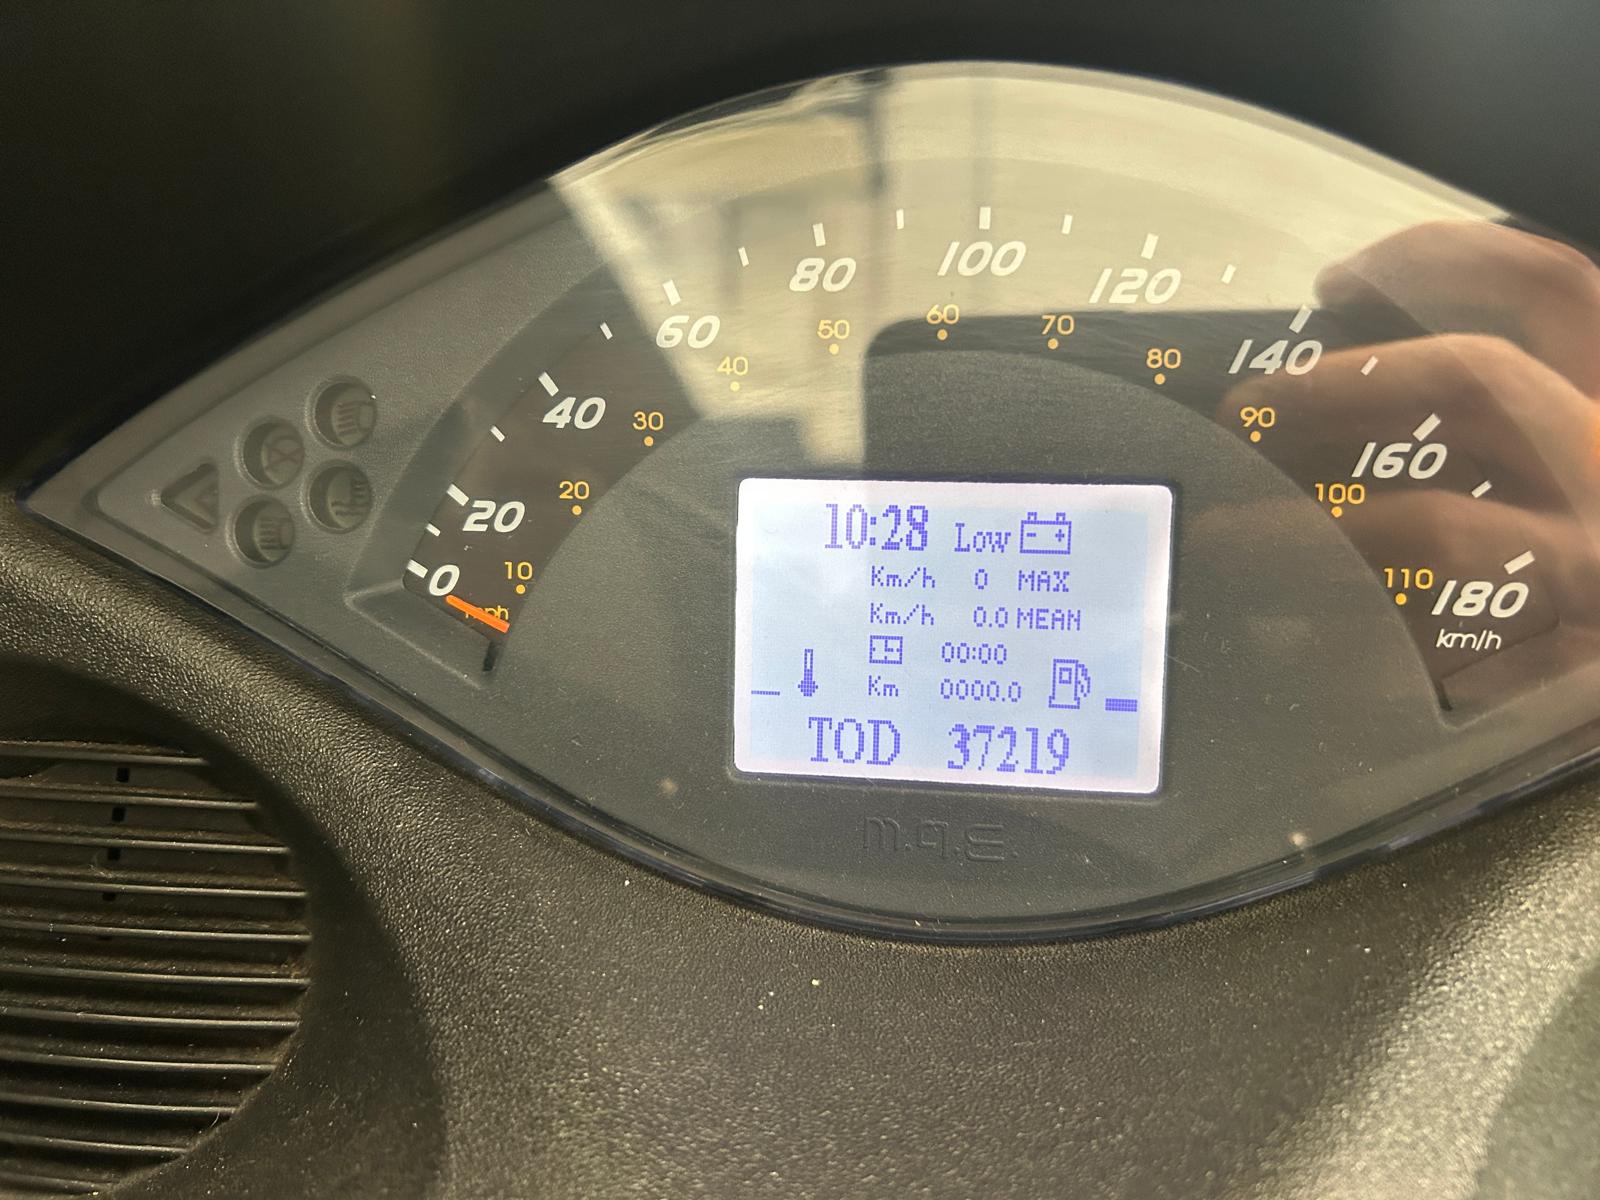 80 100 120
60 140
40 160
20 180
0 km/h
50 60 70
40 80
30 90
20 100
10 110
mph
10:28 Low
Km/h 0 MAX
Km/h 0.0 MEAN
00:00
Km 0000.0
TOD 37219